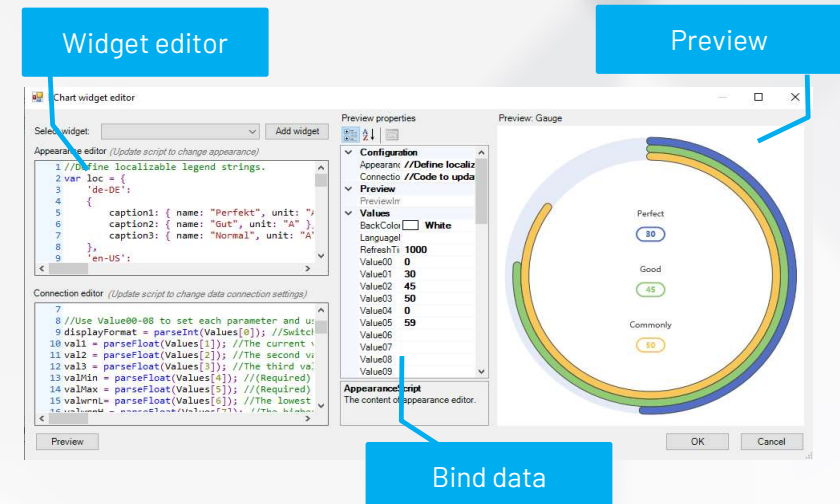 Widget editor
Preview
Chart widget editor
Select widget:
Add widget
Appearance editor (Update script to change appearance)
1 //Define localizable legend strings.
2 var loc = {
3 'de-DE':
4 {
5 caption1: { name: "Perfekt", unit: "A
6 caption2: { name: "Gut", unit: "A" },
7 caption3: { name: "Normal", unit: "A"
8 },
9 'en-US':
Connection editor (Update script to change data connection settings)
7
8 //Use Value00-08 to set each parameter and us
9 displayFormat = parseInt(Values[0]); //Switch
10 val1 = parseFloat(Values[1]); //The current v
11 val2 = parseFloat(Values[2]); //The second va
12 val3 = parseFloat(Values[3]); //The third val
13 valMin = parseFloat(Values[4]); //(Required)
14 valMax = parseFloat(Values[5]); //(Required)
15 valwrnL= parseFloat(Values[6]); //The lowest
Preview
Preview properties
Configuration
Appearanc //Define localiz
Connectio //Code to upda
Preview
PreviewIm
Values
BackColor White
RefreshTi 1000
Value00 0
Value01 30
Value02 45
Value03 50
Value04 0
Value05 59
Value06
Value07
Value08
Value09
AppearanceScript
The content of appearance editor.
Preview: Gauge
Perfect
30
Good
45
Commonly
50
OK
Cancel
Bind data